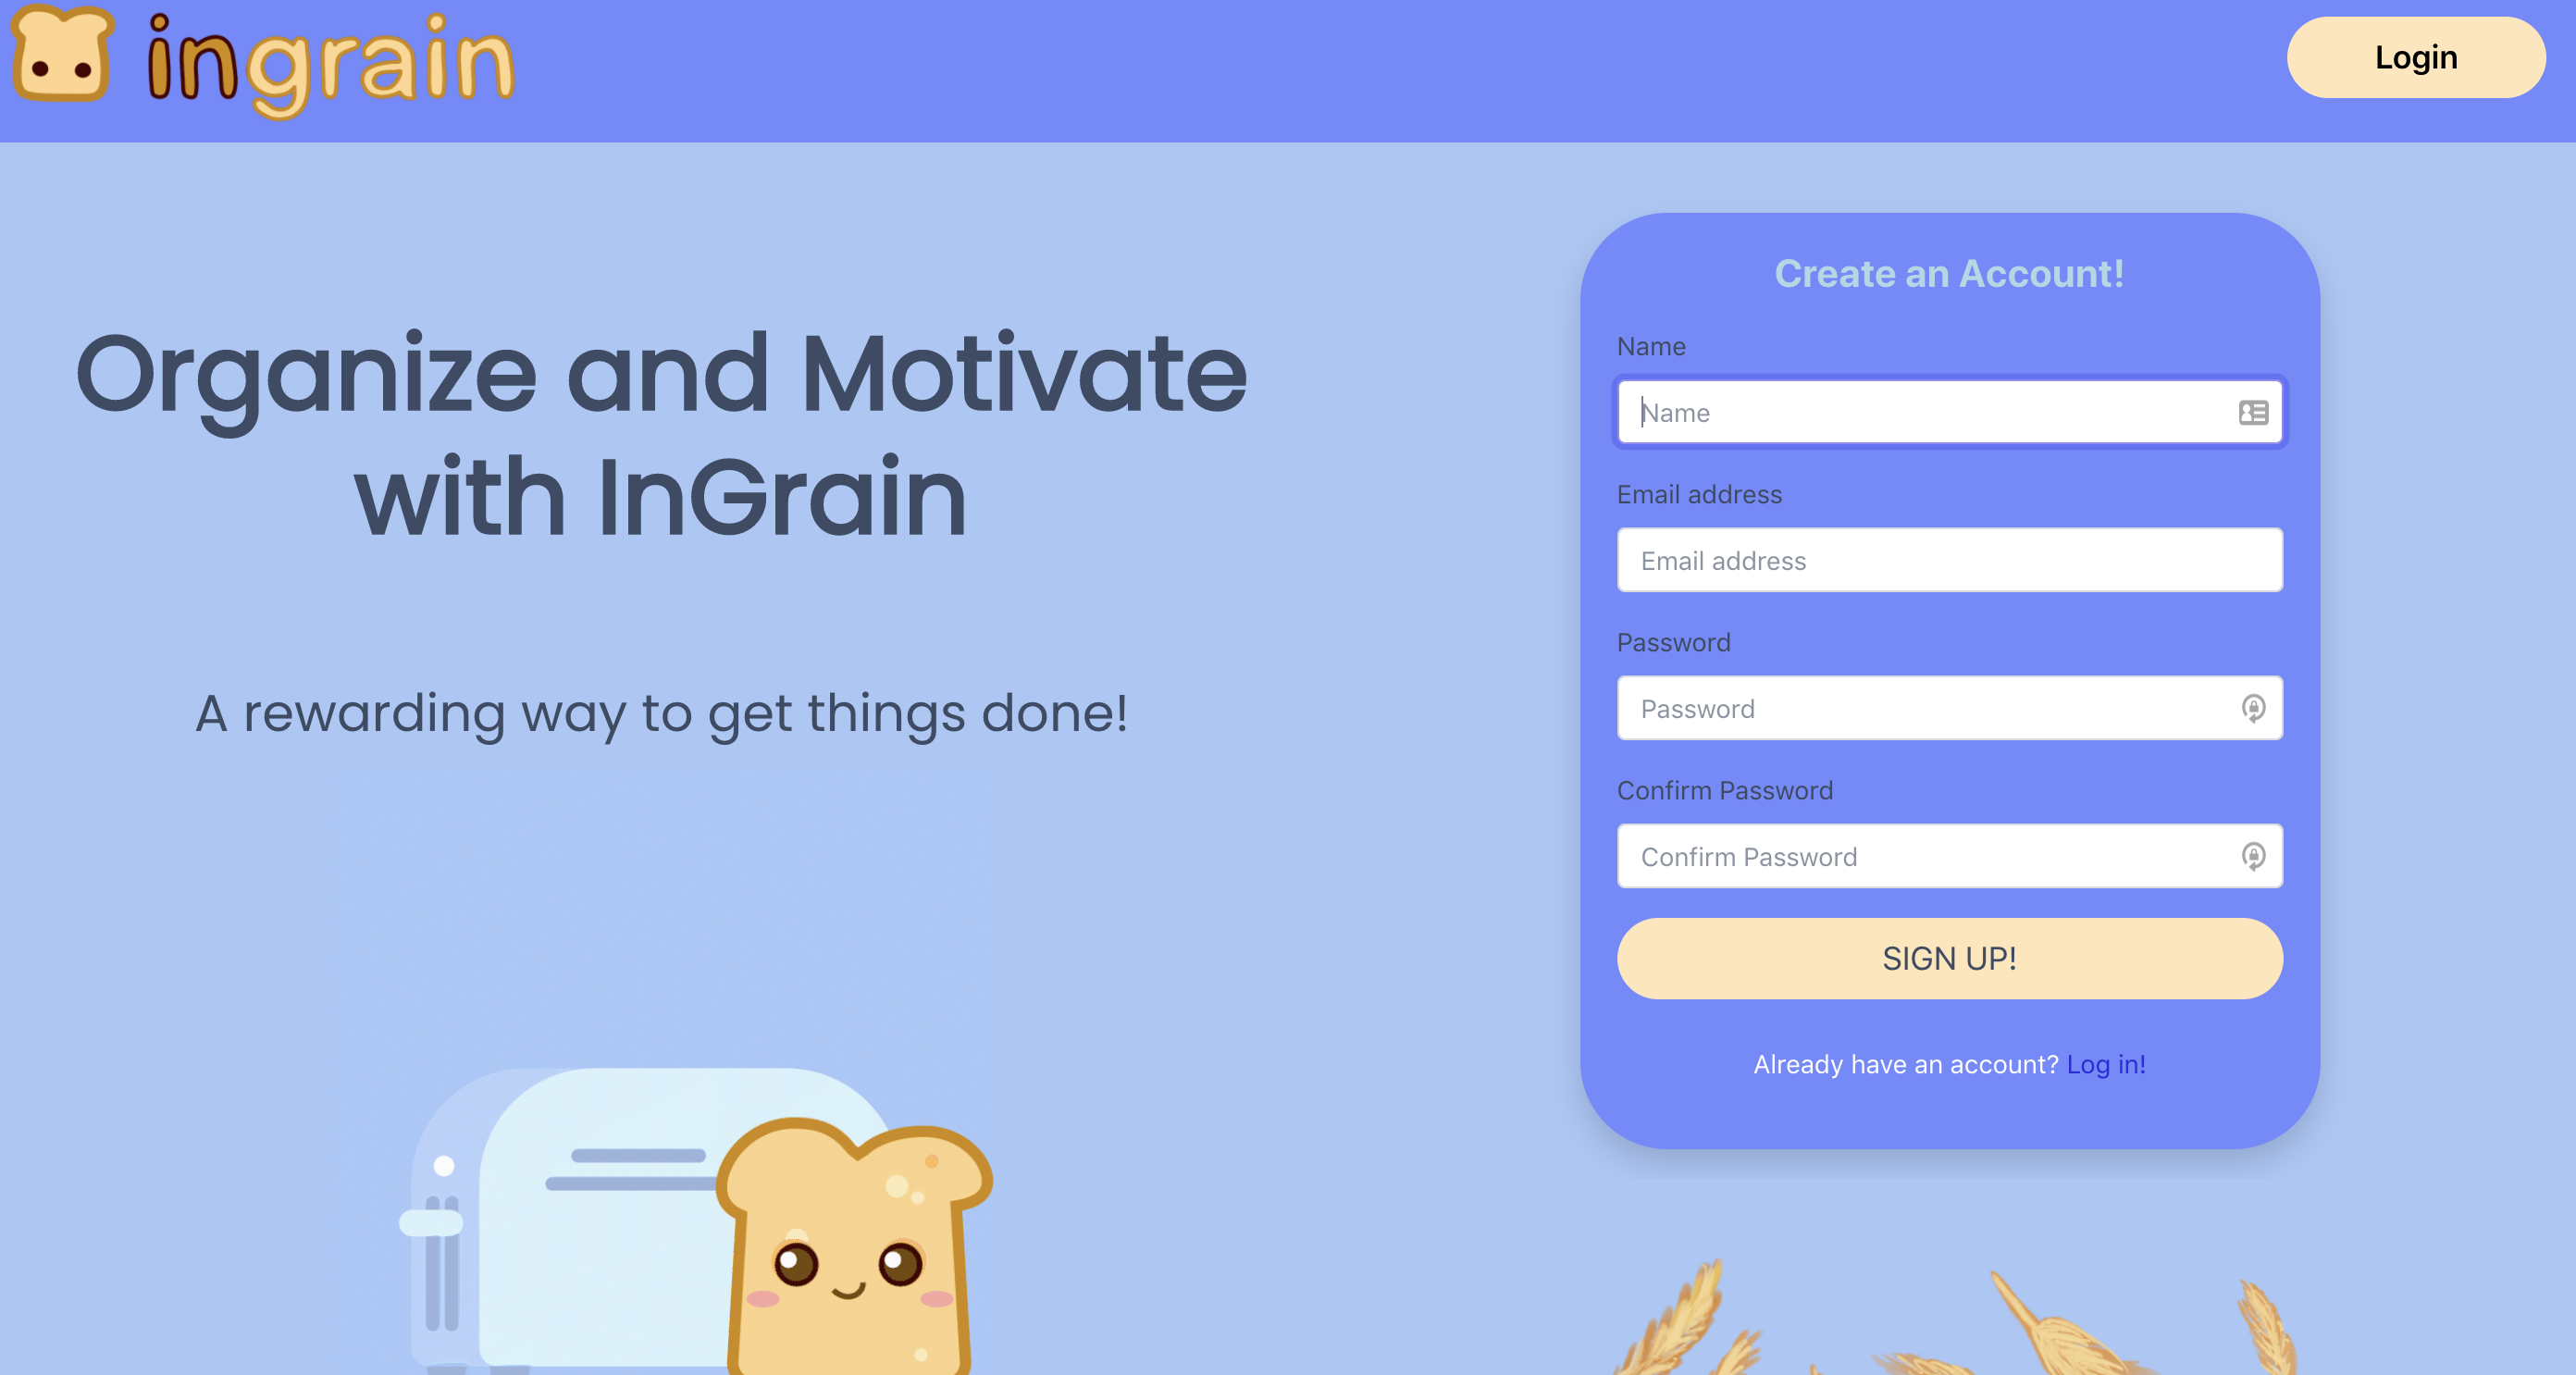 ingrain
Login
Organize and Motivate
with InGrain
A rewarding way to get things done!
Create an Account!
Name
Name
Email address
Email address
Password
Password
Confirm Password
Confirm Password
SIGN UP!
Already have an account? Log in!